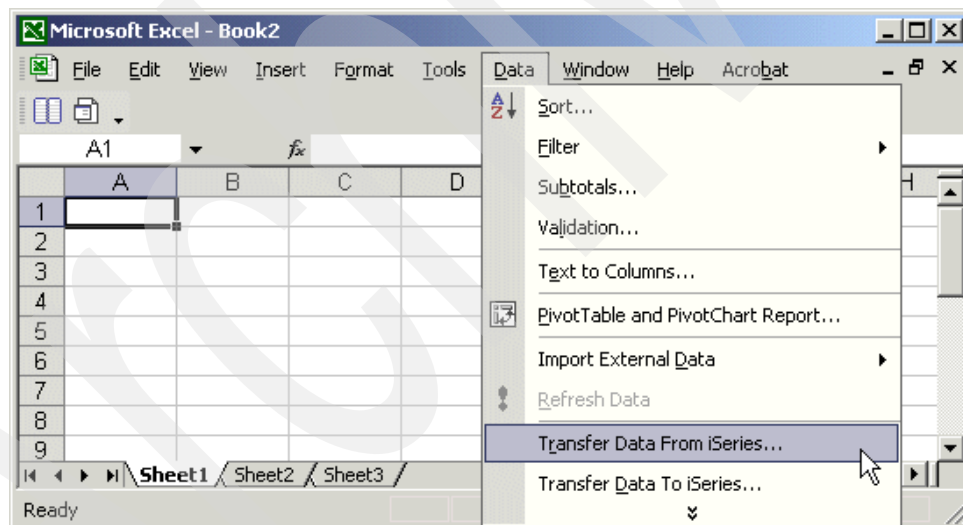 Microsoft Excel - Book2
File Edit View Insert Format Tools Data Window Help Acrobat
A1 fx
A B C D H
1
2
3
4
5
6
7
8
9
Sort...
Filter
Subtotals...
Validation...
Text to Columns...
PivotTable and PivotChart Report...
Import External Data
Refresh Data
Transfer Data From iSeries...
Transfer Data To iSeries...
Sheet1 Sheet2 Sheet3
Ready